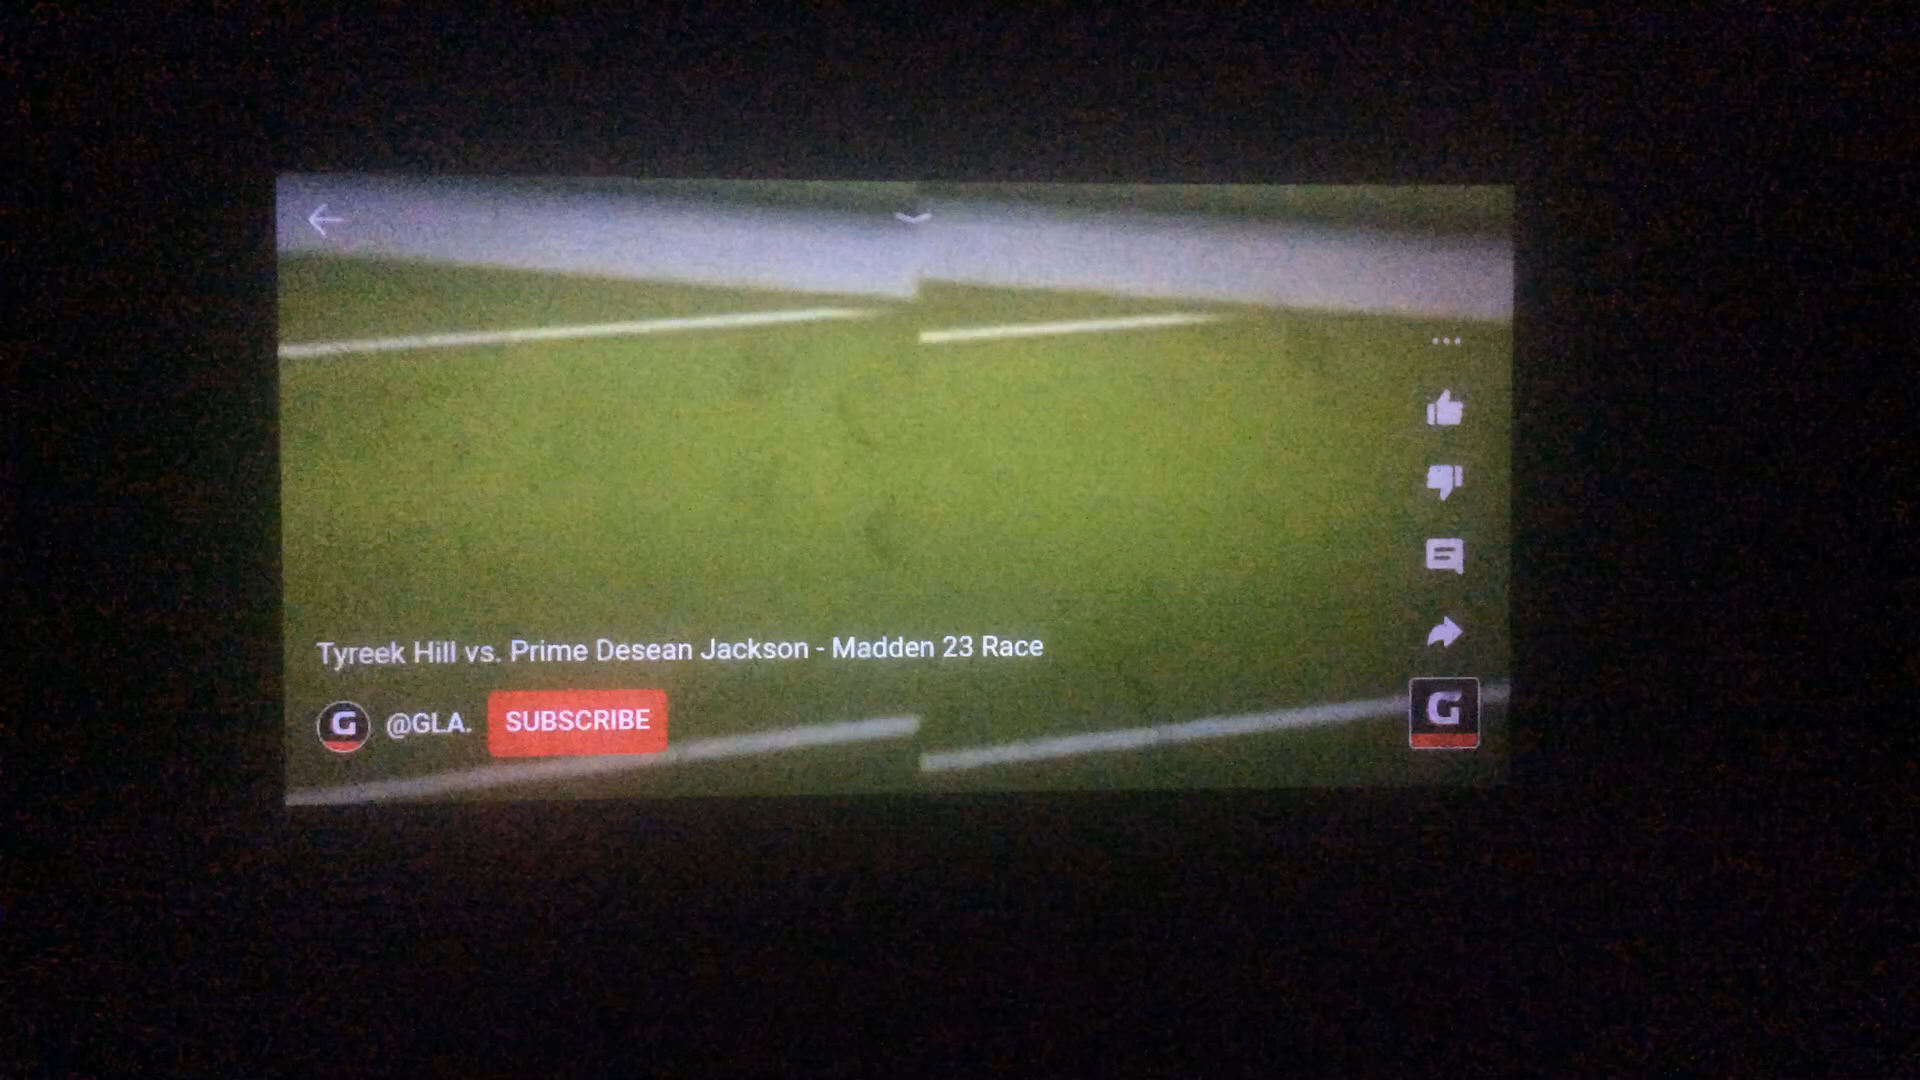 Tyreek Hill vs. Prime Desean Jackson - Madden 23 Race
G @GLA. SUBSCRIBE
G